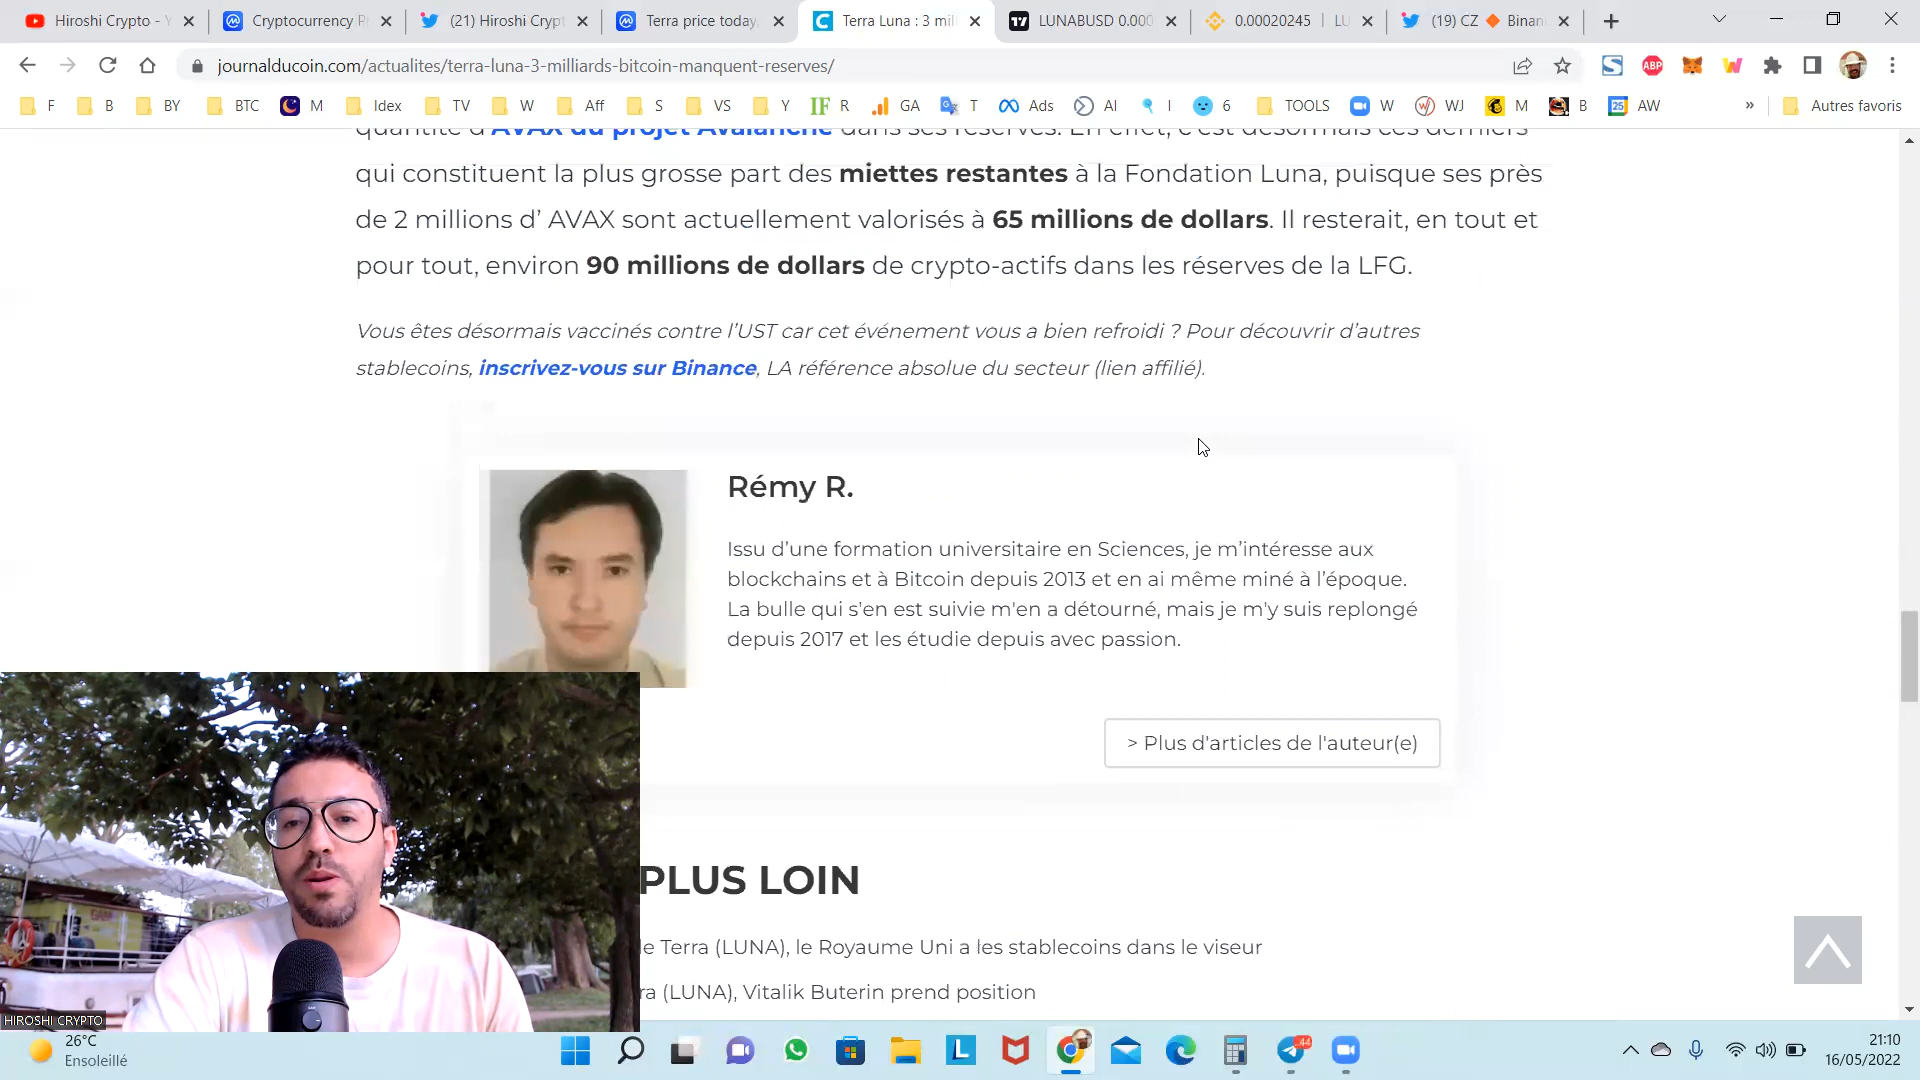 Hiroshi Crypto - Y
Cryptocurrency P
(21) Hiroshi Crypt
Terra price today,
Terra Luna : 3 mil
LUNABUSD 0.000
0.00020245 | LU
(19) CZ 🔶 Binan
journalducoin.com/actualites/terra-luna-3-milliards-bitcoin-manquent-reserves/
F B BY BTC M Idex TV W Aff S VS Y R GA T Ads AI I 6 TOOLS W WJ M B AW » Autres favoris
quantité d'AVAX du projet Avalanche dans ses réserves. En effet, c'est désormais ces derniers
qui constituent la plus grosse part des miettes restantes à la Fondation Luna, puisque ses près
de 2 millions d' AVAX sont actuellement valorisés à 65 millions de dollars. Il resterait, en tout et
pour tout, environ 90 millions de dollars de crypto-actifs dans les réserves de la LFG.
Vous êtes désormais vaccinés contre l'UST car cet événement vous a bien refroidi ? Pour découvrir d'autres
stablecoins, inscrivez-vous sur Binance, LA référence absolue du secteur (lien affilié).
Rémy R.
Issu d'une formation universitaire en Sciences, je m'intéresse aux
blockchains et à Bitcoin depuis 2013 et en ai même miné à l'époque.
La bulle qui s'en est suivie m'en a détourné, mais je m'y suis replongé
depuis 2017 et les étudie depuis avec passion.
> Plus d'articles de l'auteur(e)
PLUS LOIN
le Terra (LUNA), le Royaume Uni a les stablecoins dans le viseur
ra (LUNA), Vitalik Buterin prend position
HIROSHI CRYPTO
26°C
Ensoleillé
44
21:10
16/05/2022